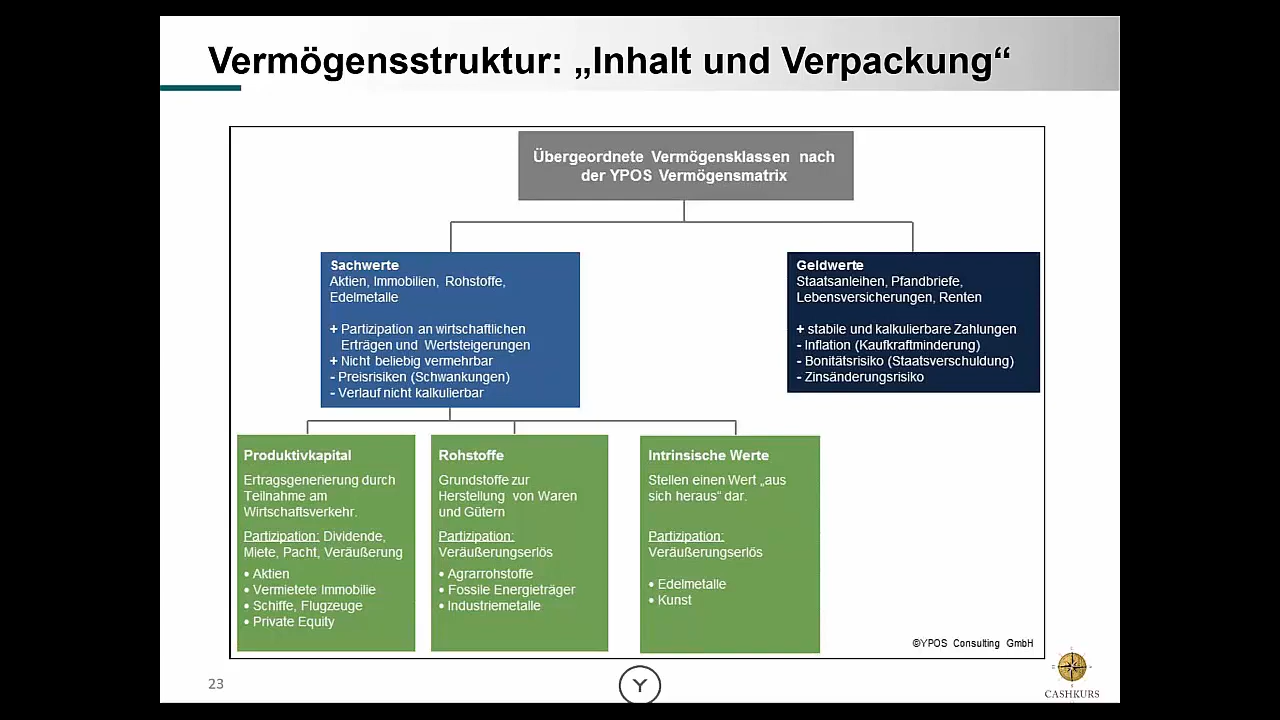 Vermögensstruktur: „Inhalt und Verpackung“
Übergeordnete Vermögensklassen nach
der YPOS Vermögensmatrix
Sachwerte
Aktien, Immobilien, Rohstoffe,
Edelmetalle
+ Partizipation an wirtschaftlichen
Erträgen und Wertsteigerungen
+ Nicht beliebig vermehrbar
- Preisrisiken (Schwankungen)
- Verlauf nicht kalkulierbar
Geldwerte
Staatsanleihen, Pfandbriefe,
Lebensversicherungen, Renten
+ stabile und kalkulierbare Zahlungen
- Inflation (Kaufkraftminderung)
- Bonitätsrisiko (Staatsverschuldung)
- Zinsänderungsrisiko
Produktivkapital
Ertragsgenerierung durch
Teilnahme am
Wirtschaftsverkehr.
Partizipation: Dividende,
Miete, Pacht, Veräußerung
• Aktien
• Vermietete Immobilie
• Schiffe, Flugzeuge
• Private Equity
Rohstoffe
Grundstoffe zur
Herstellung von Waren
und Gütern
Partizipation:
Veräußerungserlös
• Agrarrohstoffe
• Fossile Energieträger
• Industriemetalle
Intrinsische Werte
Stellen einen Wert „aus
sich heraus“ dar.
Partizipation:
Veräußerungserlös
• Edelmetalle
• Kunst
©YPOS Consulting GmbH
23
Y
CASHKURS